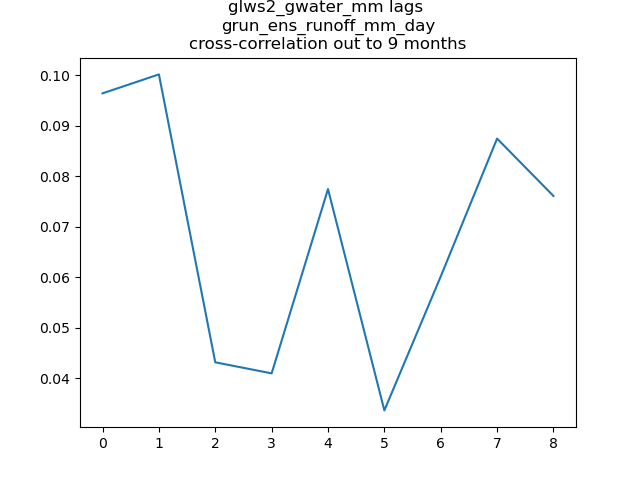 glws2_gwater_mm lags
grun_ens_runoff_mm_day
cross-correlation out to 9 months
0.10
0.09
0.08
0.07
0.06
0.05
0.04
0 1 2 3 4 5 6 7 8